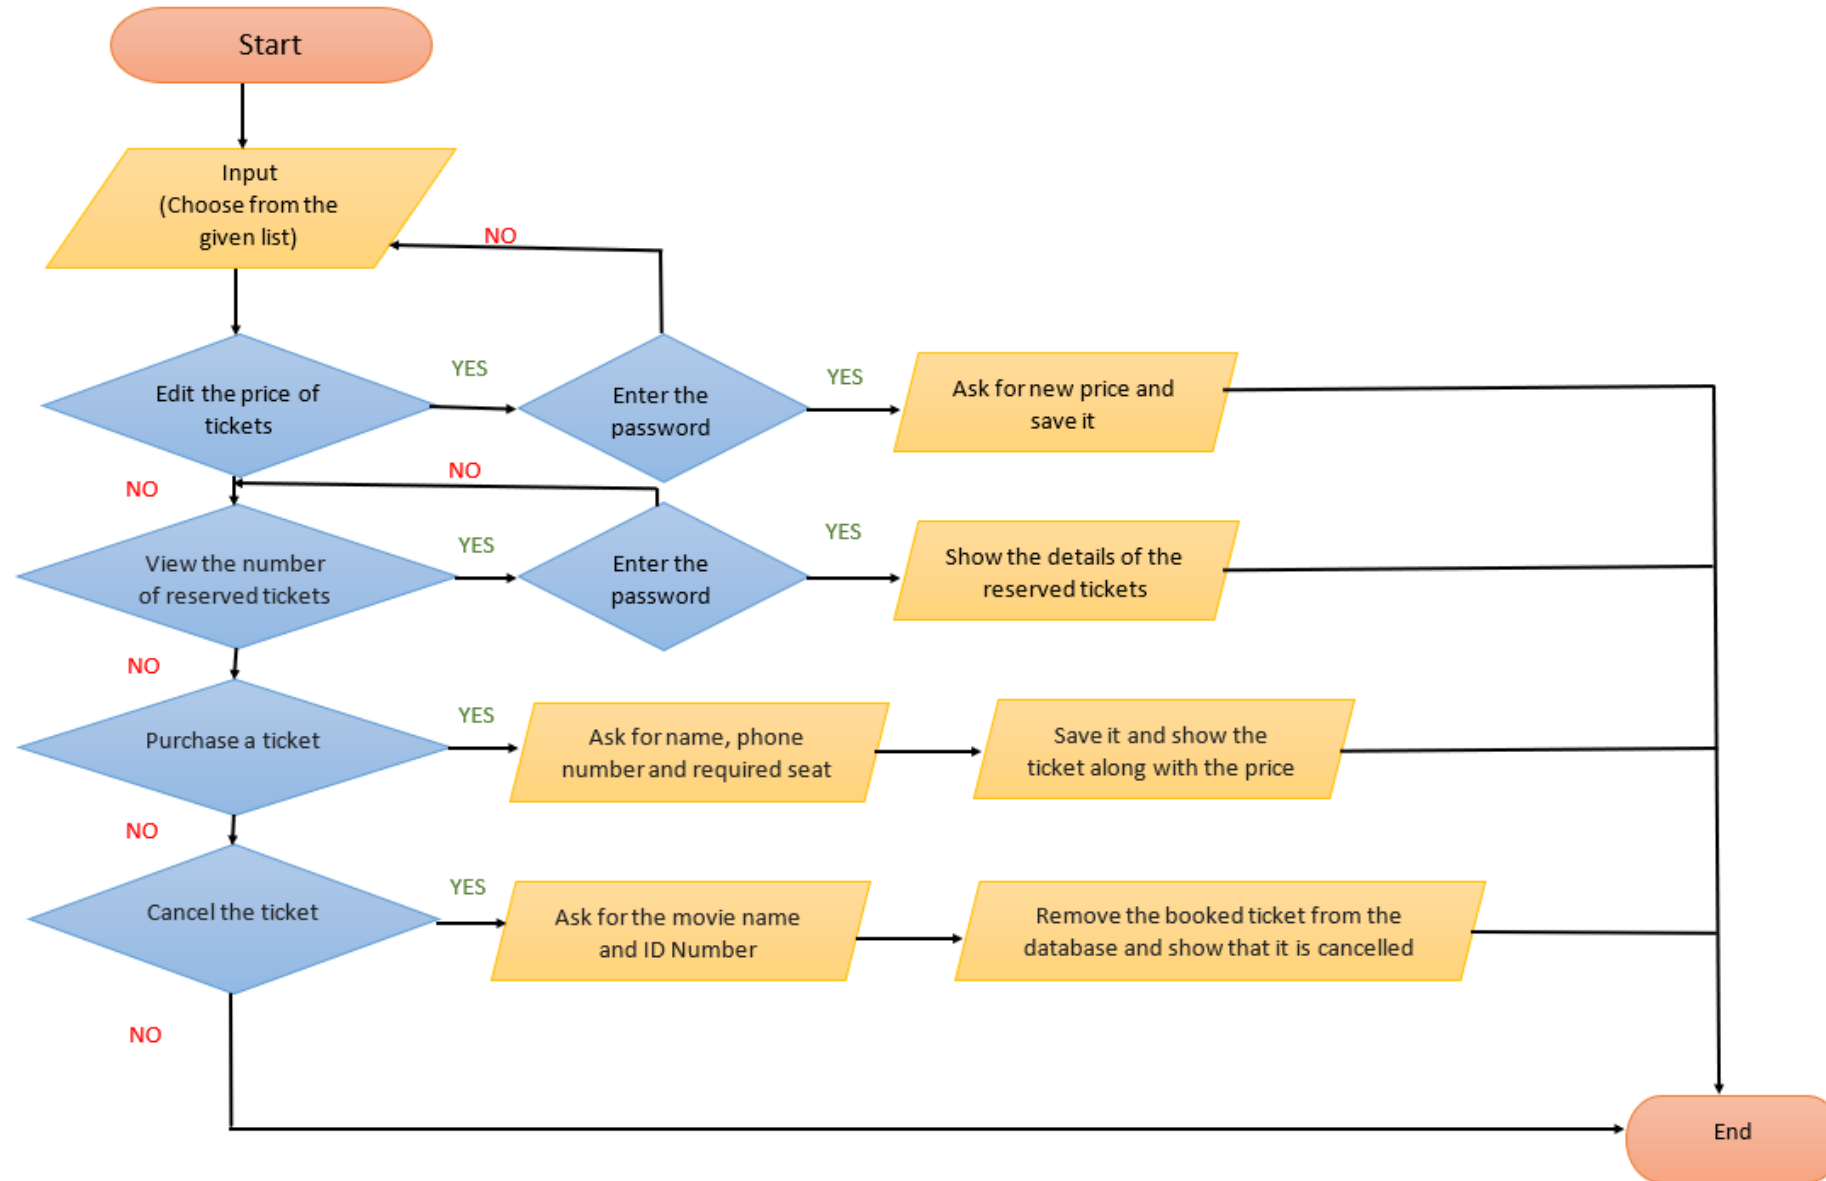 Start
Input
(Choose from the
given list)
NO
Edit the price of
tickets
YES
Enter the
password
YES
Ask for new price and
save it
NO
NO
View the number
of reserved tickets
YES
Enter the
password
YES
Show the details of the
reserved tickets
NO
Purchase a ticket
YES
Ask for name, phone
number and required seat
Save it and show the
ticket along with the price
NO
Cancel the ticket
YES
Ask for the movie name
and ID Number
Remove the booked ticket from the
database and show that it is cancelled
NO
End